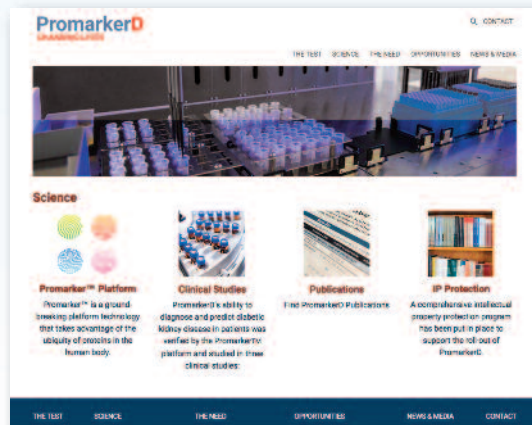 PromarkerD
CHANGING LIVES
CONTACT
THE TEST SCIENCE THE NEED OPPORTUNITIES NEWS & MEDIA
Science
Promarker™ Platform
Promarker™ is a ground-
breaking platform technology
that takes advantage of the
ubiquity of proteins in the
human body.
Clinical Studies
PromarkerD's ability to
diagnose and predict diabetic
kidney disease in patients was
verified by the PromarkerTM
platform and studied in three
clinical studies:
Publications
Find PromarkerD Publications
IP Protection
A comprehensive intellectual
property protection program
has been put in place to
support the roll-out of
PromarkerD.
THE TEST SCIENCE THE NEED OPPORTUNITIES NEWS & MEDIA CONTACT